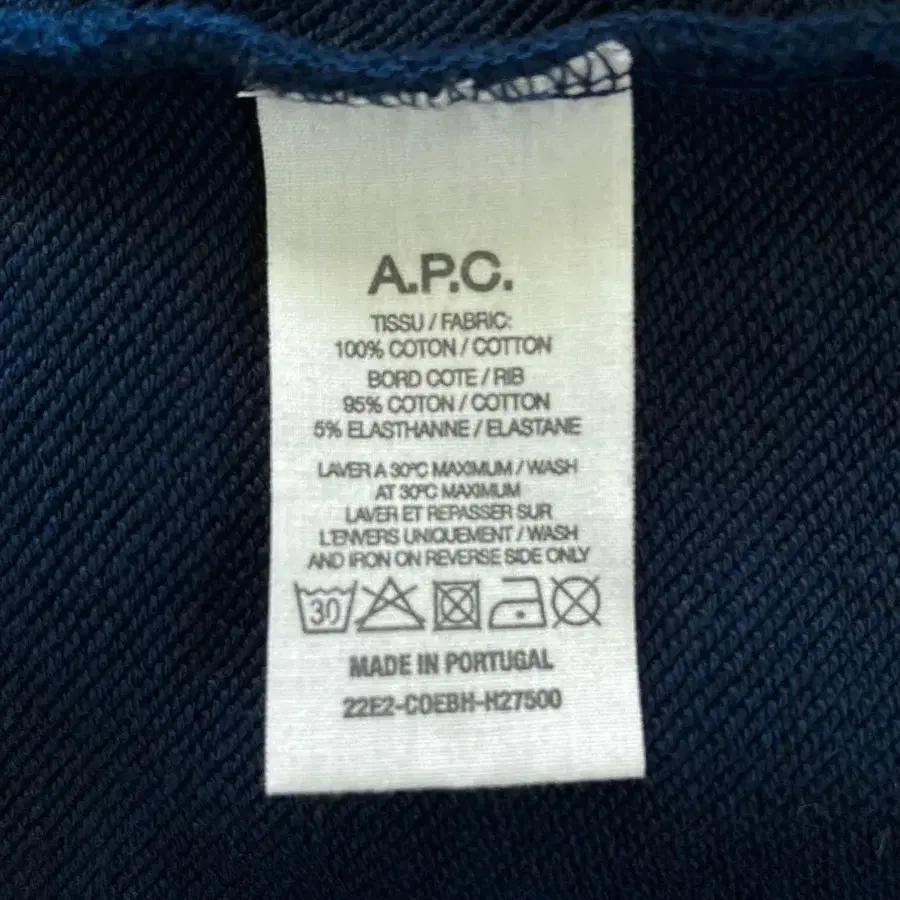 A.P.C.
TISSU / FABRIC:
100% COTON / COTTON
BORD COTE / RIB
95% COTON / COTTON
5% ELASTHANNE / ELASTANE
LAVER A 30°C MAXIMUM / WASH
AT 30°C MAXIMUM
LAVER ET REPASSER SUR
L'ENVERS UNIQUEMENT / WASH
AND IRON ON REVERSE SIDE ONLY
30
MADE IN PORTUGAL
22E2-COEBH-H27500